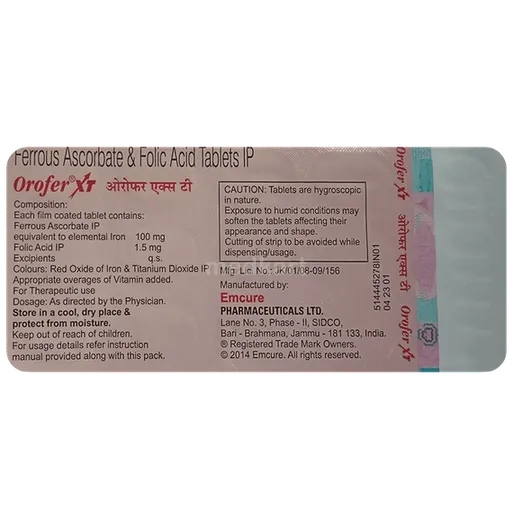 Ferrous Ascorbate & Folic Acid Tablets IP
Orofer® XT ओरोफर एक्स टी
Composition:
Each film coated tablet contains:
Ferrous Ascorbate IP
equivalent to elemental Iron 100 mg
Folic Acid IP 1.5 mg
Excipients q.s.
Colours: Red Oxide of Iron & Titanium Dioxide IP
Appropriate overages of Vitamin added.
For Therapeutic use
Dosage: As directed by the Physician.
Store in a cool, dry place &
protect from moisture.
Keep out of reach of children.
For usage details refer instruction
manual provided along with this pack.
CAUTION: Tablets are hygroscopic
in nature.
Exposure to humid conditions may
soften the tablets affecting their
appearance and shape.
Cutting of strip to be avoided while
dispensing/usage.
Mfg Lic. No.: JK/01/08-09/156
Manufactured by:
Emcure
PHARMACEUTICALS LTD.
Lane No. 3, Phase - II, SIDCO,
Bari - Brahmana, Jammu - 181 133, India.
® Registered Trade Mark Owners.
© 2014 Emcure. All rights reserved.
514445278IN01
04 23 01
Orofer® XT ओरोफर एक्स टी Orofer XT